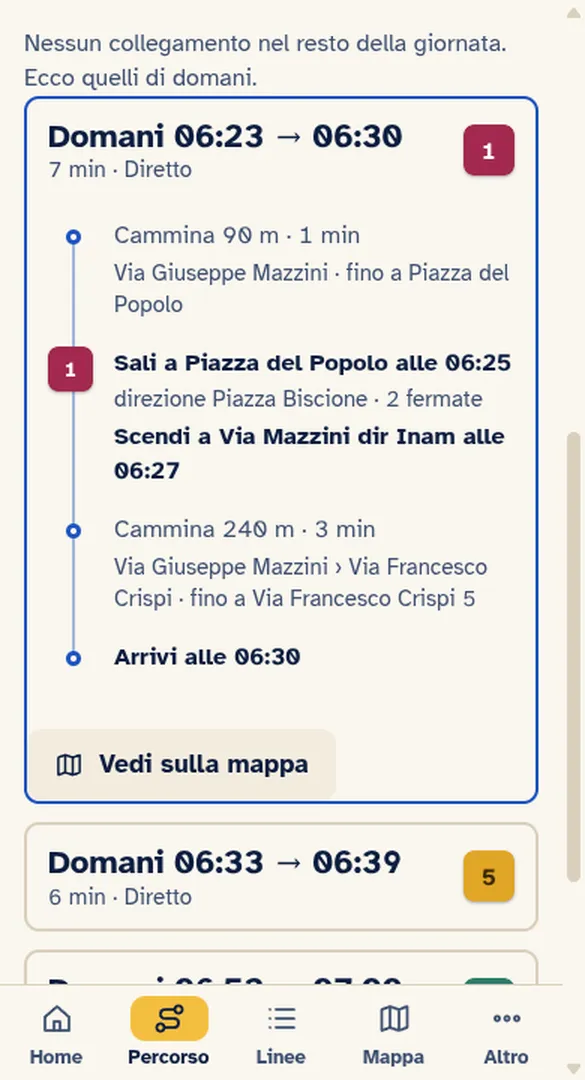 Nessun collegamento nel resto della giornata.
Ecco quelli di domani.
Domani 06:23 → 06:30
1
7 min · Diretto
Cammina 90 m · 1 min
Via Giuseppe Mazzini · fino a Piazza del
Popolo
1
Sali a Piazza del Popolo alle 06:25
direzione Piazza Biscione · 2 fermate
Scendi a Via Mazzini dir Inam alle
06:27
Cammina 240 m · 3 min
Via Giuseppe Mazzini › Via Francesco
Crispi · fino a Via Francesco Crispi 5
Arrivi alle 06:30
Vedi sulla mappa
Domani 06:33 → 06:39
5
6 min · Diretto
Home
Percorso
Linee
Mappa
Altro